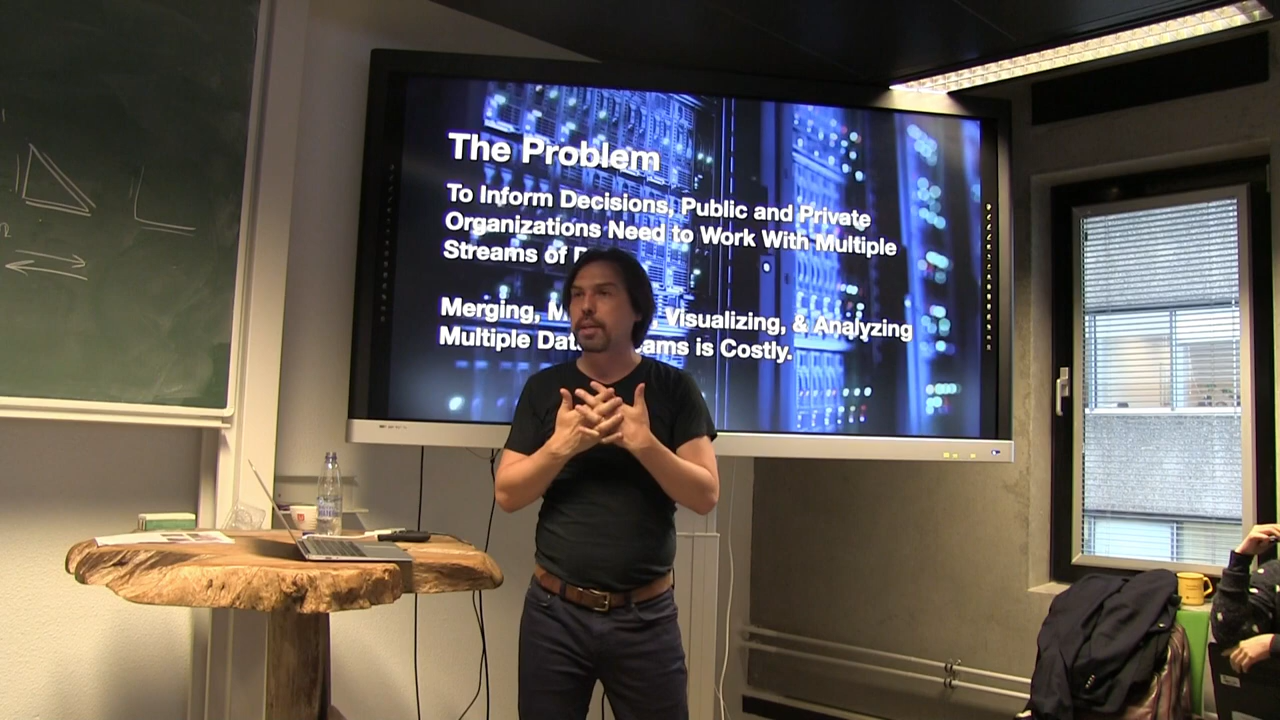 The Problem
To Inform Decisions, Public and Private
Organizations Need to Work With Multiple
Streams of
Merging, Visualizing, & Analyzing
Multiple is Costly.